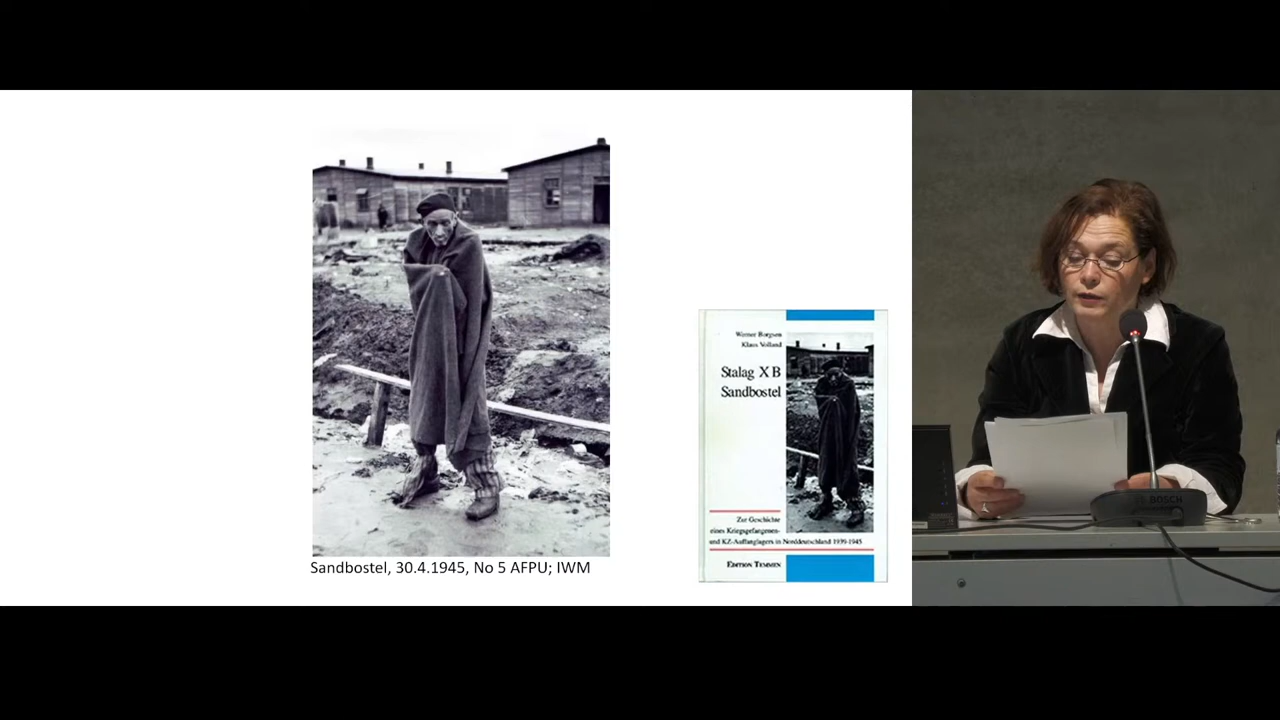 Sandbostel, 30.4.1945, No 5 AFPU; IWM
Werner Borgsen
Klaus Volland
Stalag X B
Sandbostel
Zur Geschichte
eines Kriegsgefangenen-
und KZ-Auffanglagers in Norddeutschland 1939-1945
EDITION TEMMEN
BOSCH